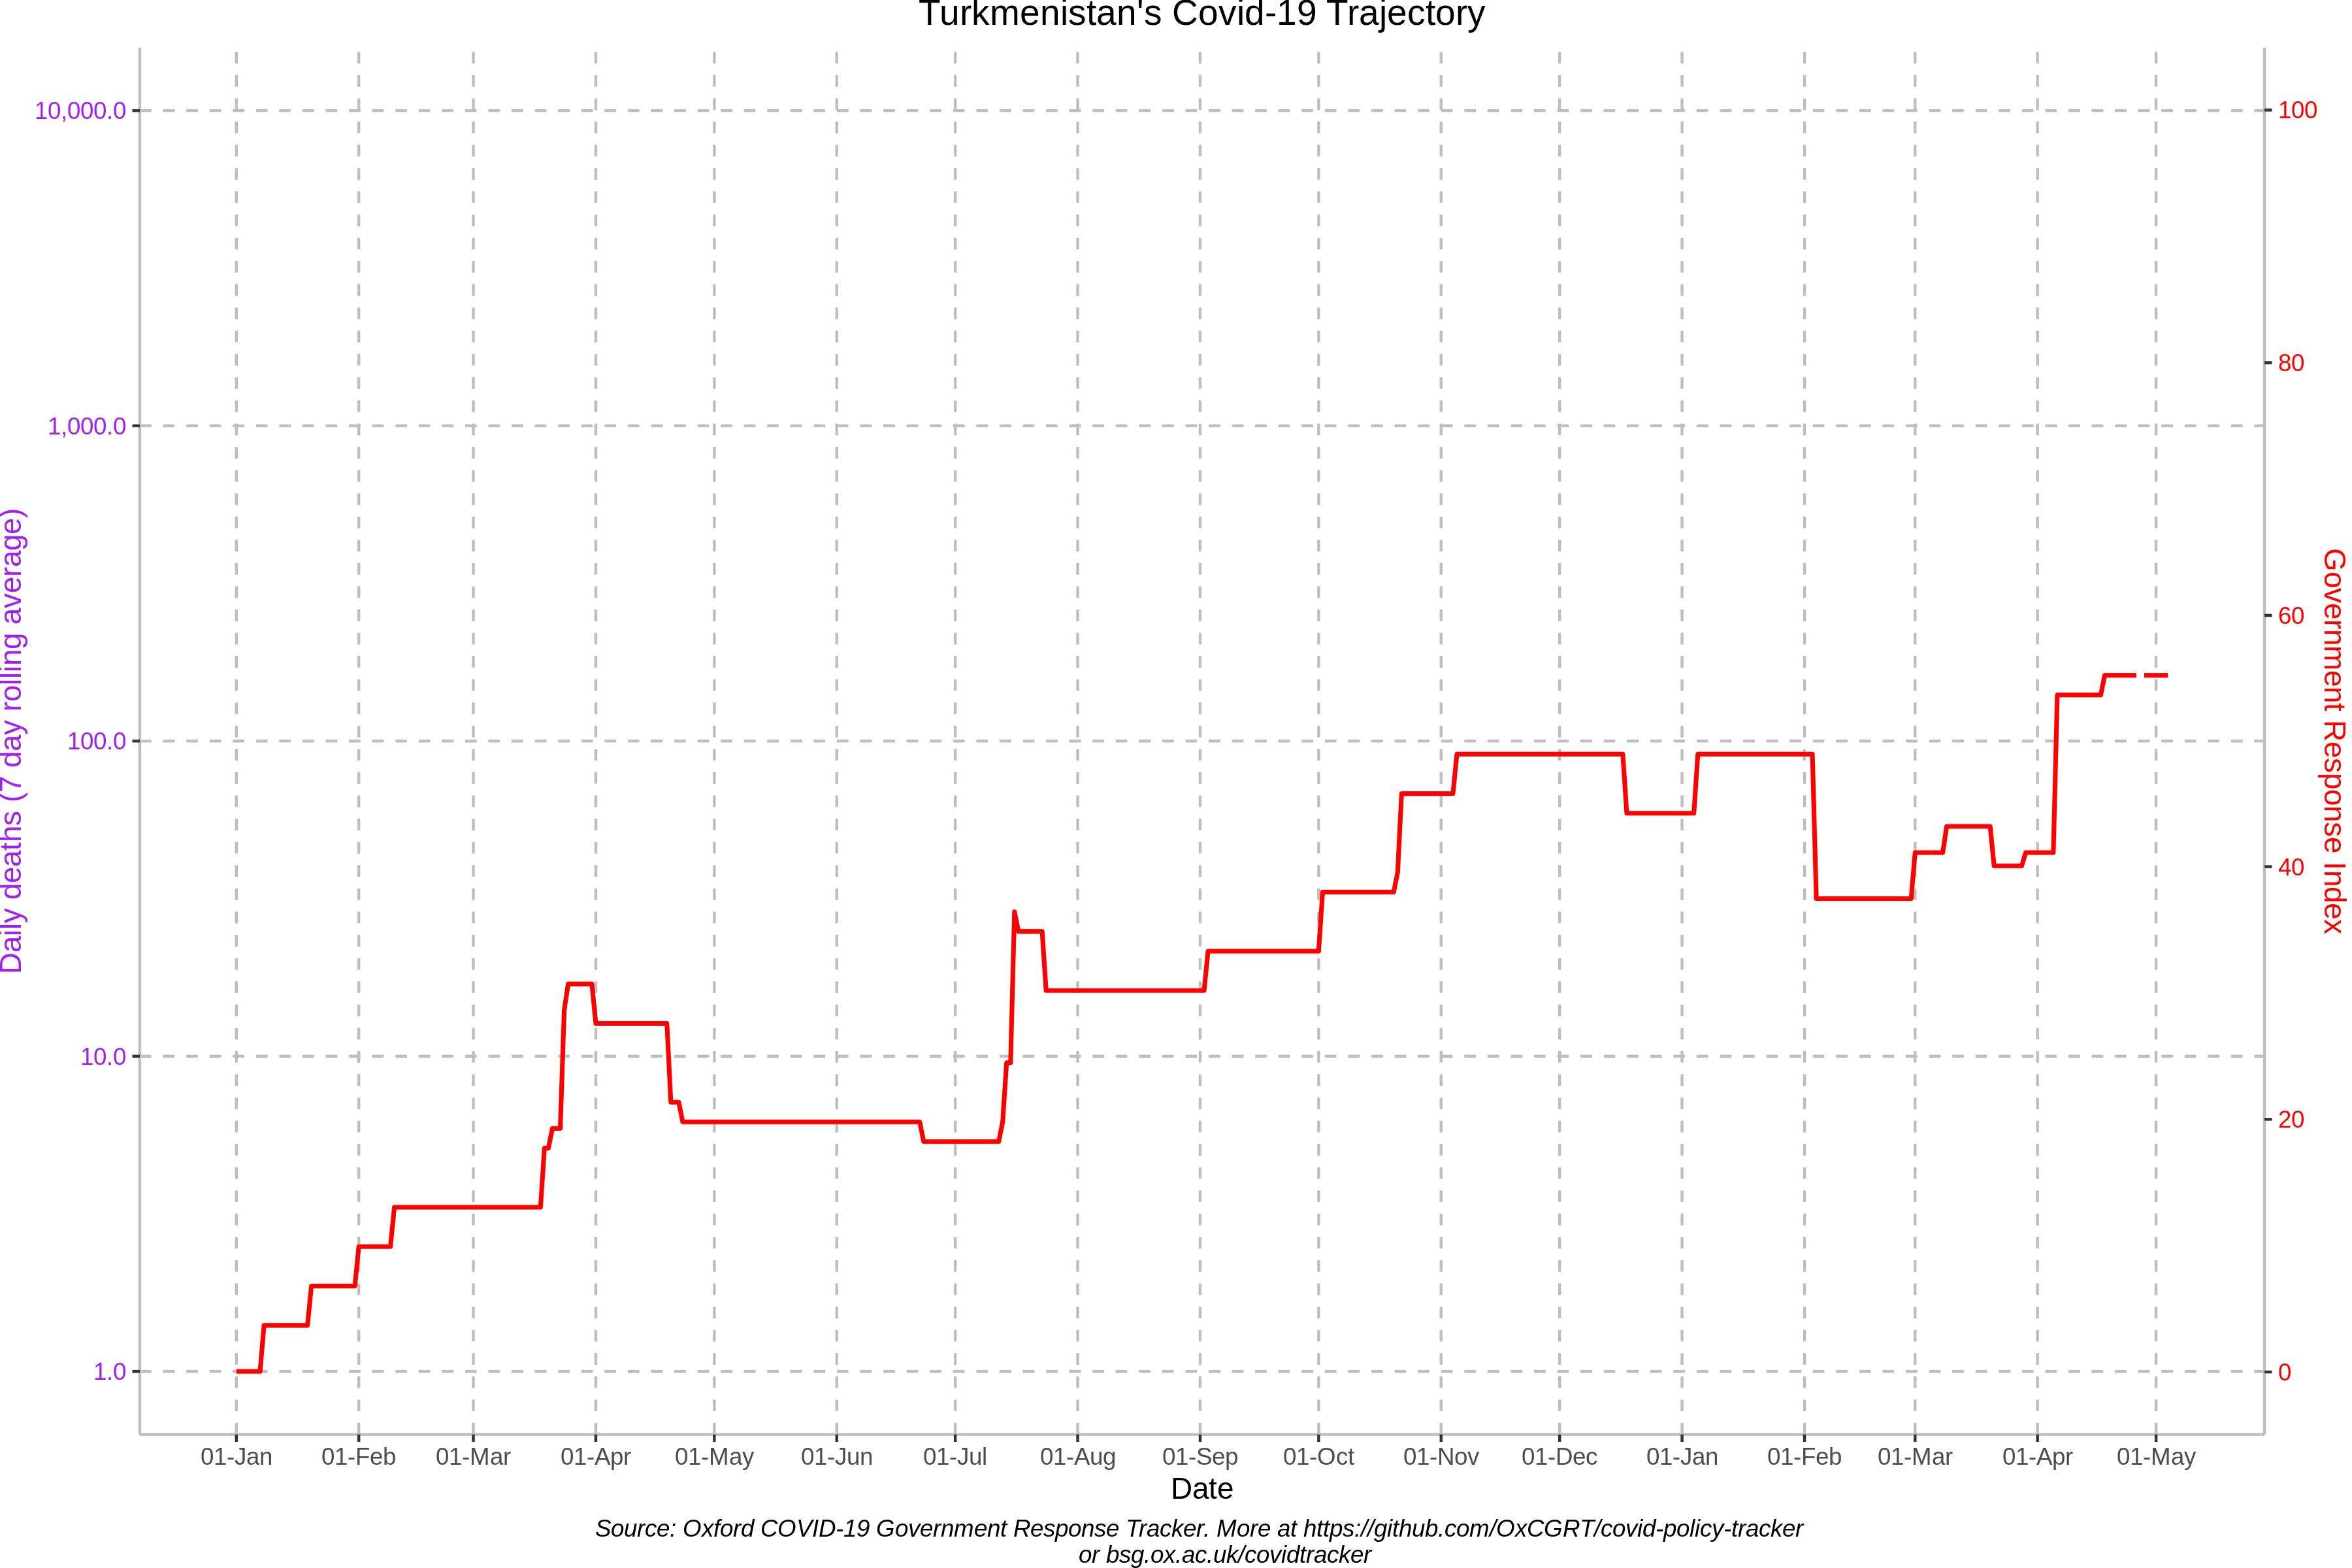 Turkmenistan's Covid-19 Trajectory
10,000.0
1,000.0
100.0
10.0
1.0
Daily deaths (7 day rolling average)
100
80
60
40
20
0
Government Response Index
01-Jan
01-Feb
01-Mar
01-Apr
01-May
01-Jun
01-Jul
01-Aug
01-Sep
01-Oct
01-Nov
01-Dec
01-Jan
01-Feb
01-Mar
01-Apr
01-May
Date
Source: Oxford COVID-19 Government Response Tracker. More at https://github.com/OxCGRT/covid-policy-tracker
or bsg.ox.ac.uk/covidtracker